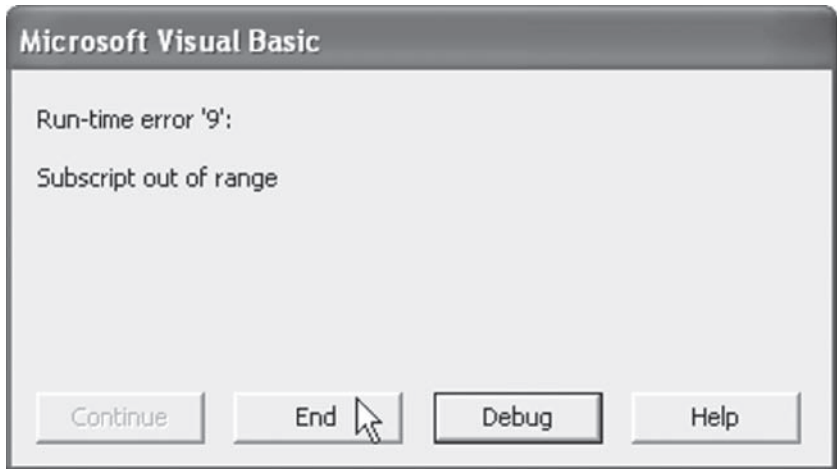 Microsoft Visual Basic
Run-time error '9':
Subscript out of range
Continue End Debug Help